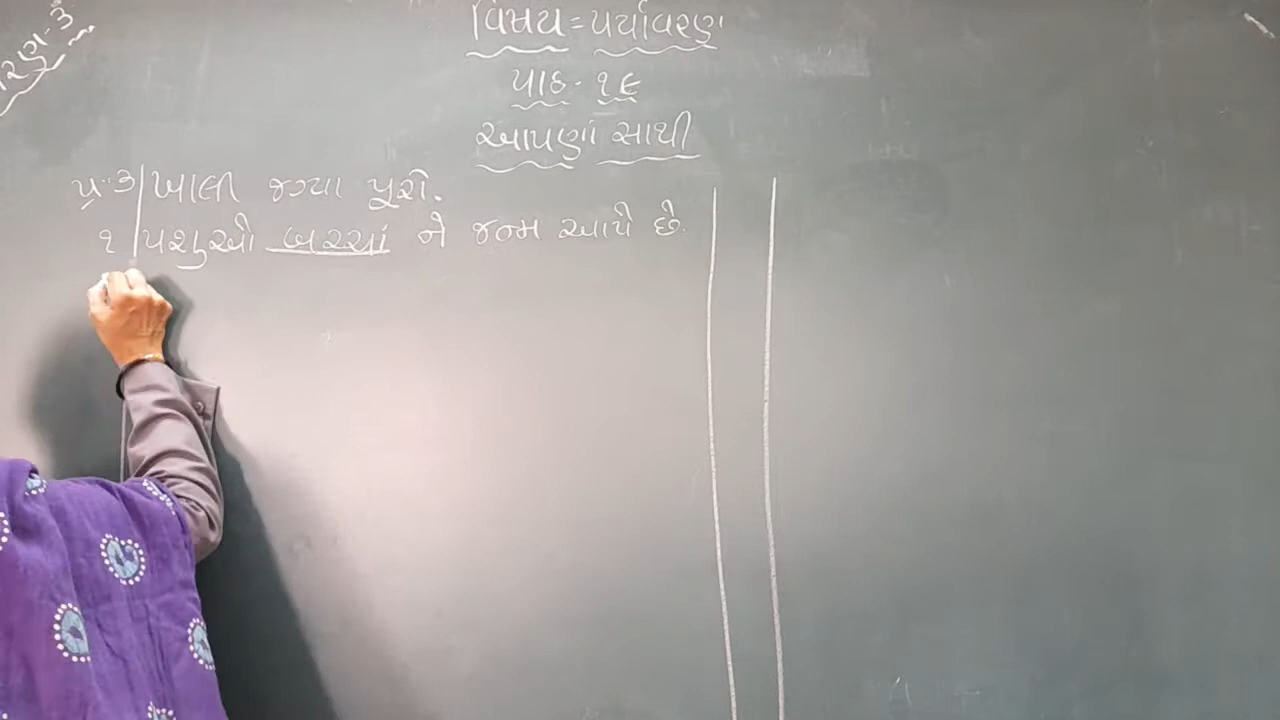 વિષય = પર્યાવરણ
પાઠ - ૧૯
આપણાં સાથી
પ્ર-૩ ખાલી જગ્યા પૂરો.
૧ પશુઓ બચ્ચાં ને જન્મ આપે છે.